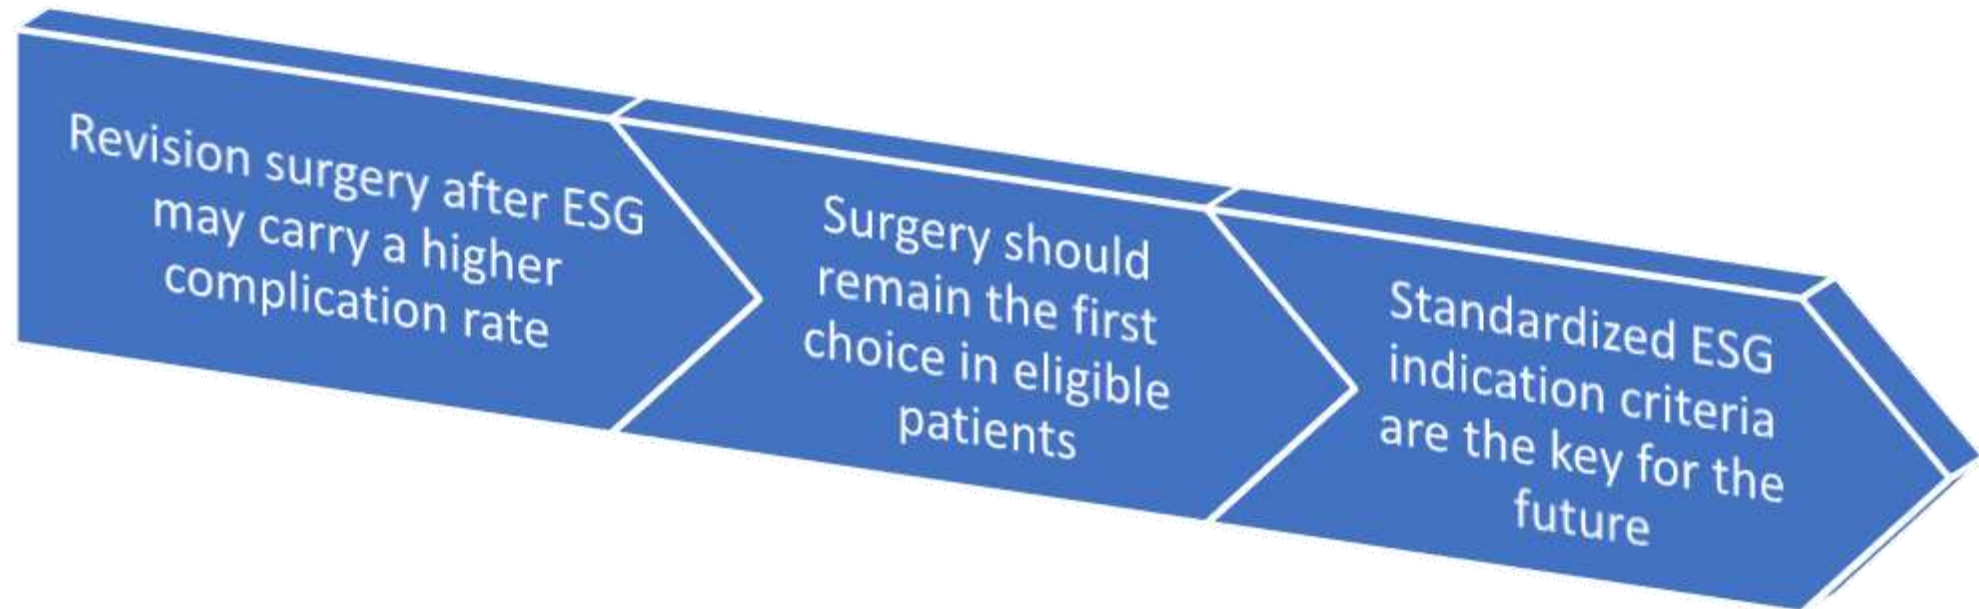 Revision surgery after ESG
may carry a higher
complication rate
Surgery should
remain the first
choice in eligible
patients
Standardized ESG
indication criteria
are the key for the
future